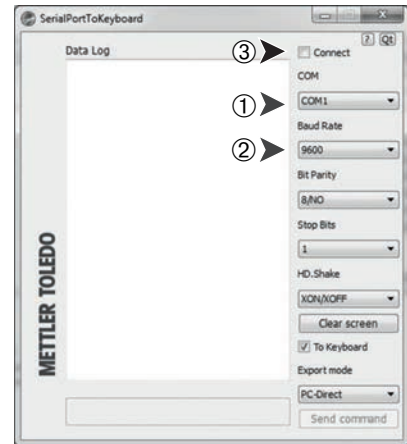 SerialPortToKeyboard
? Qt
Data Log
③ Connect
COM
① COM1
Baud Rate
② 9600
Bit Parity
8/NO
Stop Bits
1
HD.Shake
XON/XOFF
Clear screen
To Keyboard
Export mode
PC-Direct
Send command
METTLER TOLEDO